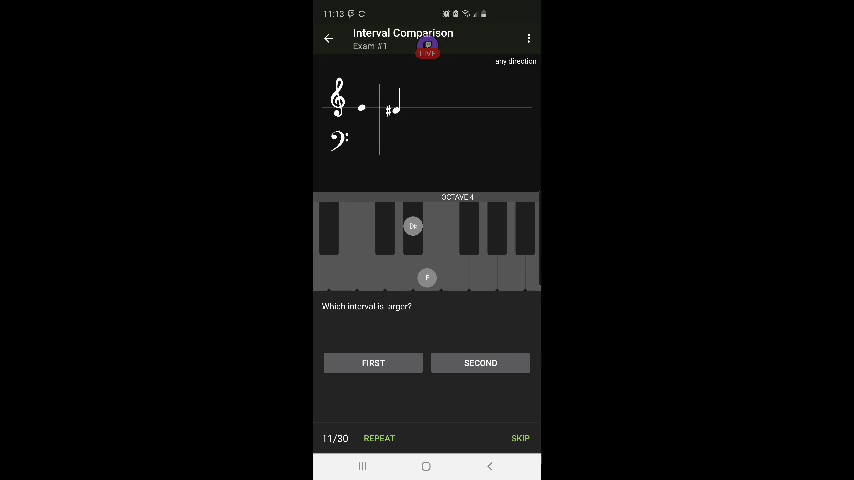 11:13
Interval Comparison
Exam #1
LIVE
any direction
OCTAVE 4
D#
E
Which interval is larger?
FIRST
SECOND
11/30
REPEAT
SKIP